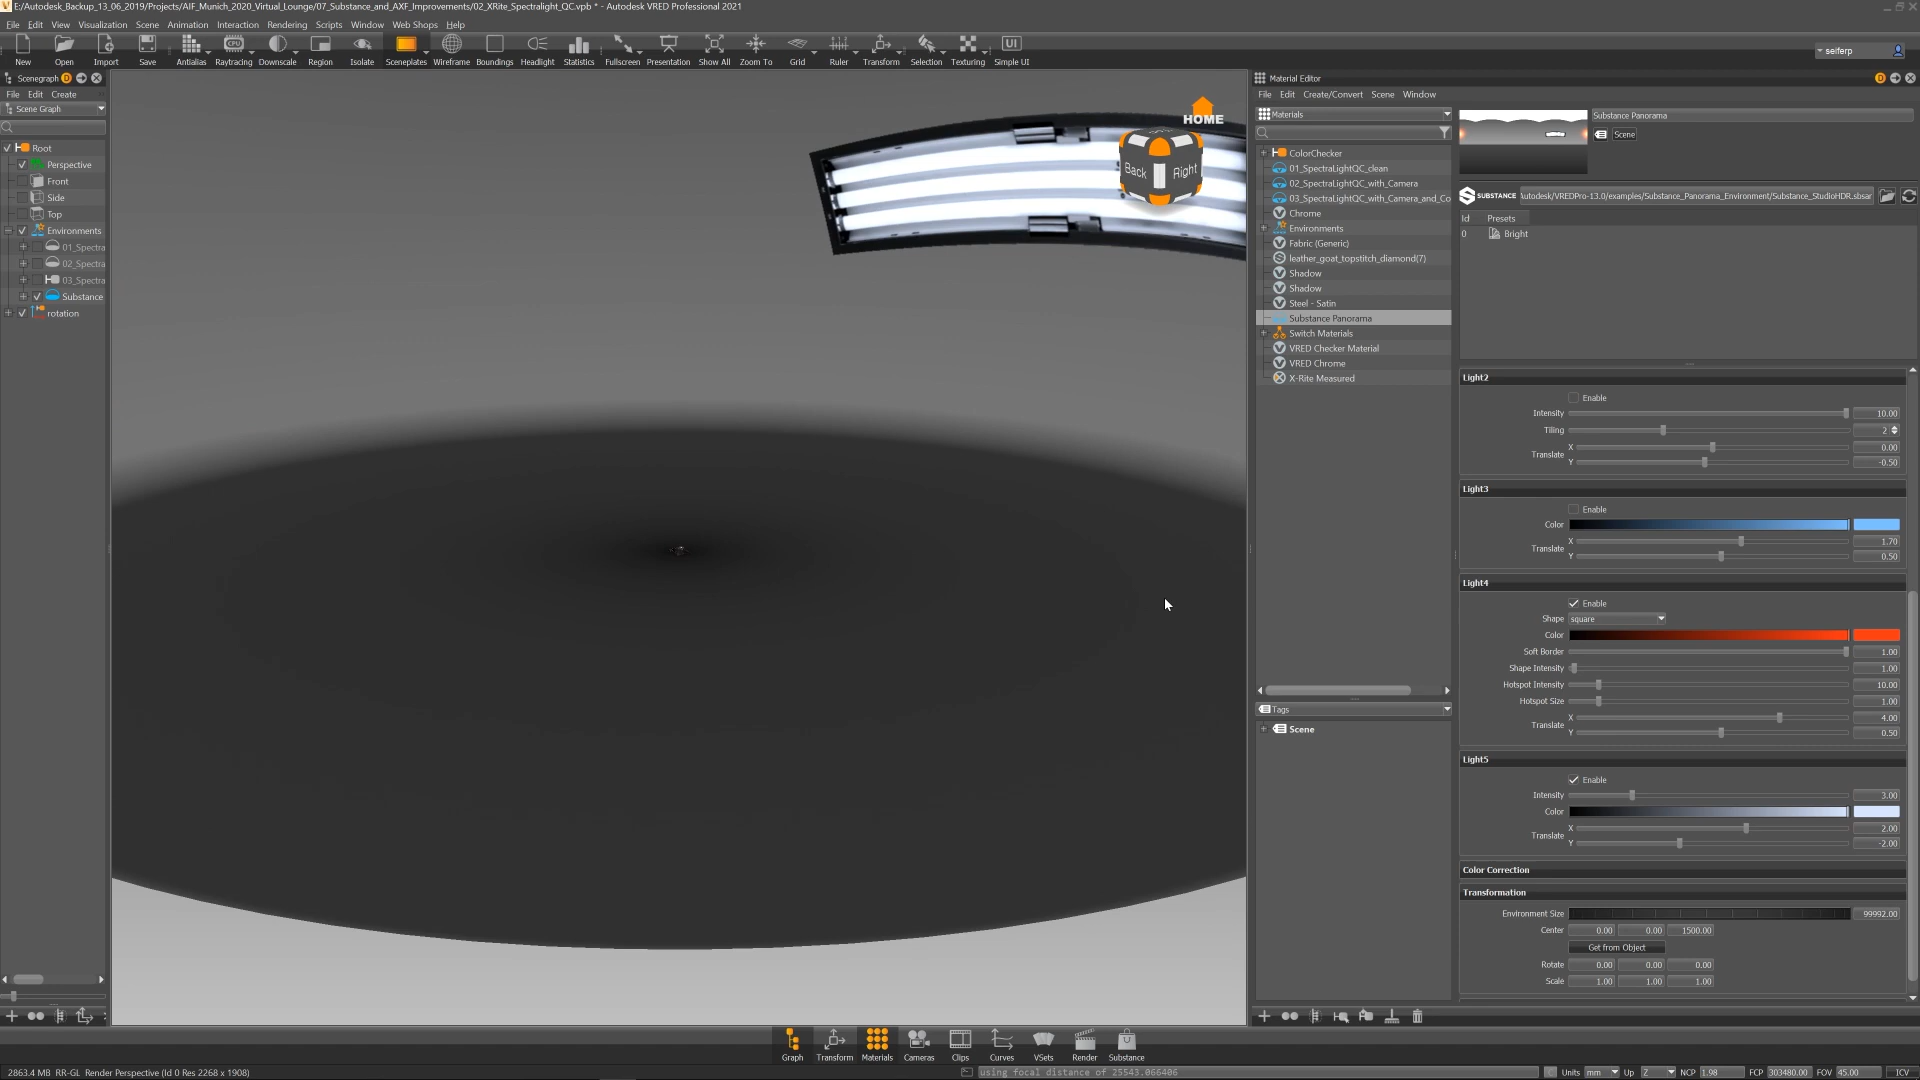 E:/Autodesk_Backup_13_06_2019/Projects/AIF_Munich_2020_Virtual_Lounge/07_Substance_and_AXF_Improvements/02_XRite_Spectralight_QC.vpb * - Autodesk VRED Professional 2021
File Edit View Visualization Scene Animation Interaction Rendering Scripts Window Web Shops Help
New Open Import Save Antialias Raytracing Downscale Region Isolate Sceneplates Wireframe Boundings Headlight Statistics Fullscreen Presentation Show All Zoom To Grid Ruler Transform Selection Texturing Simple UI
CPU
UI
seiferp
Scenegraph
File Edit Create
Scene Graph
Root
Perspective
Front
Side
Top
Environments
01_Spectra
02_Spectra
03_Spectra
Substance
rotation
HOME
Back Right
Material Editor
File Edit Create/Convert Scene Window
Materials
ColorChecker
01_SpectraLightQC_clean
02_SpectraLightQC_with_Camera
03_SpectraLightQC_with_Camera_and_Co
Chrome
Environments
Fabric (Generic)
leather_goat_topstitch_diamond(7)
Shadow
Shadow
Steel - Satin
Substance Panorama
Switch Materials
VRED Checker Material
VRED Chrome
X-Rite Measured
Tags
Scene
Substance Panorama
Scene
SUBSTANCE utodesk/VREDPro-13.0/examples/Substance_Panorama_Environment/Substance_StudioHDR.sbsar
Id Presets
0 Bright
Light2
Enable
Intensity 10.00
Tiling 2
Translate
X 0.00
Y -0.50
Light3
Enable
Color
Translate
X 1.70
Y 0.50
Light4
Enable
Shape square
Color
Soft Border 1.00
Shape Intensity 1.00
Hotspot Intensity 10.00
Hotspot Size 1.00
Translate
X 4.00
Y 0.50
Light5
Enable
Intensity 3.00
Color
Translate
X 2.00
Y -2.00
Color Correction
Transformation
Environment Size 99992.00
Center 0.00 0.00 1500.00
Get from Object
Rotate 0.00 0.00 0.00
Scale 1.00 1.00 1.00
Graph Transform Materials Cameras Clips Curves VSets Render Substance
2863.4 MB RR-GL Render Perspective (Id 0 Res 2268 x 1908)
using focal distance of 25543.066406
Units mm Up Z NCP 1.98 FCP 303480.00 FOV 45.00 ICV